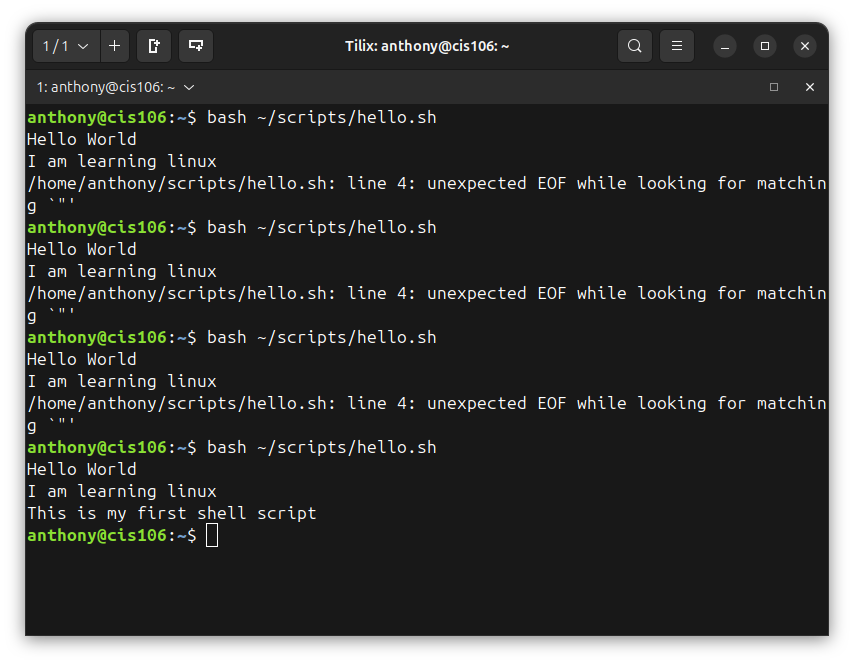 1 / 1
Tilix: anthony@cis106: ~
1: anthony@cis106: ~
anthony@cis106:~$ bash ~/scripts/hello.sh
Hello World
I am learning linux
/home/anthony/scripts/hello.sh: line 4: unexpected EOF while looking for matchin
g `"'
anthony@cis106:~$ bash ~/scripts/hello.sh
Hello World
I am learning linux
/home/anthony/scripts/hello.sh: line 4: unexpected EOF while looking for matchin
g `"'
anthony@cis106:~$ bash ~/scripts/hello.sh
Hello World
I am learning linux
/home/anthony/scripts/hello.sh: line 4: unexpected EOF while looking for matchin
g `"'
anthony@cis106:~$ bash ~/scripts/hello.sh
Hello World
I am learning linux
This is my first shell script
anthony@cis106:~$